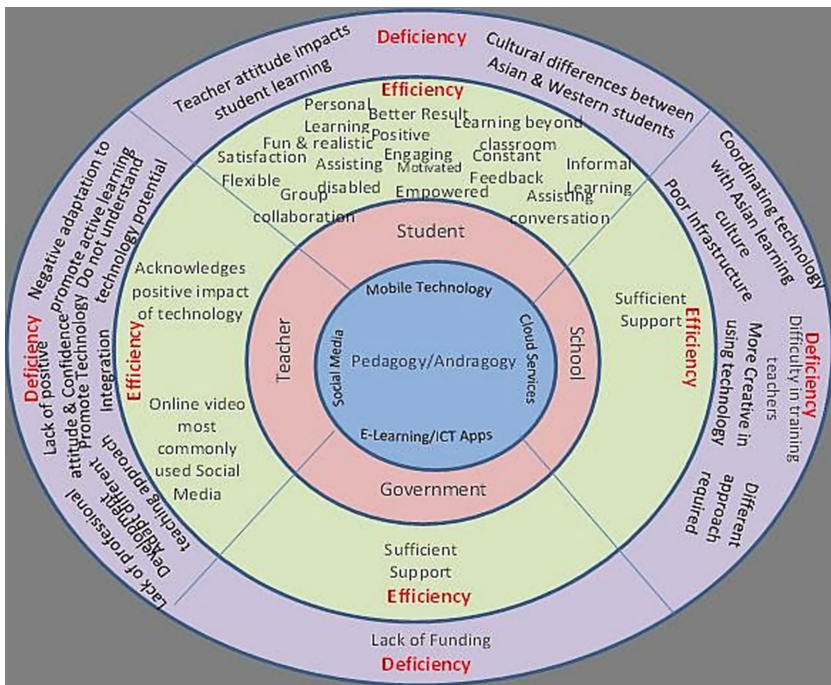 Deficiency
Teacher attitude impacts
student learning
Cultural differences between
Asian & Western students
Efficiency
Personal
Learning
Better Result
Positive
Learning beyond
classroom
Fun & realistic
Satisfaction
Flexible
Assisting
disabled
Engaging
Motivated
Empowered
Constant
Feedback
Informal
Learning
Group
collaboration
Assisting
conversation
Coordinating technology
with Asian learning
culture
Poor Infrastructure
Deficiency
Difficulty in training
teachers
More Creative in
using technology
Different
approach
required
Efficiency
Sufficient
Support
Negative adaptation to
promote active learning
Do not understand
technology potential
Deficiency
Lack of positive
attitude & Confidence
Promote Technology
Integration
Adapt different
teaching approach
Lack of professional
Development
Efficiency
Acknowledges
positive impact
of technology
Online video
most
commonly
used Social
Media
Student
Teacher
School
Government
Mobile Technology
Social Media
Pedagogy/Andragogy
Cloud Services
E-Learning/ICT Apps
Sufficient
Support
Efficiency
Lack of Funding
Deficiency